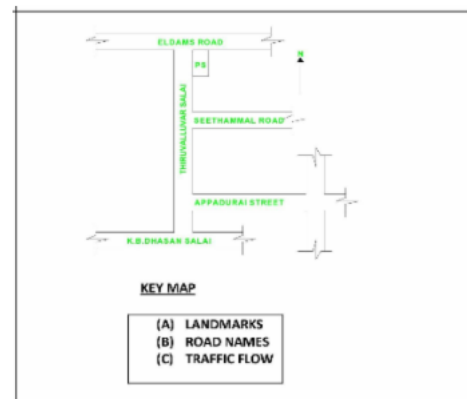 ELDAMS ROAD
PS
N
THIRUVALLUVAR SALAI
SEETHAMMAL ROAD
APPADURAI STREET
K.B.DHASAN SALAI
KEY MAP
(A) LANDMARKS
(B) ROAD NAMES
(C) TRAFFIC FLOW